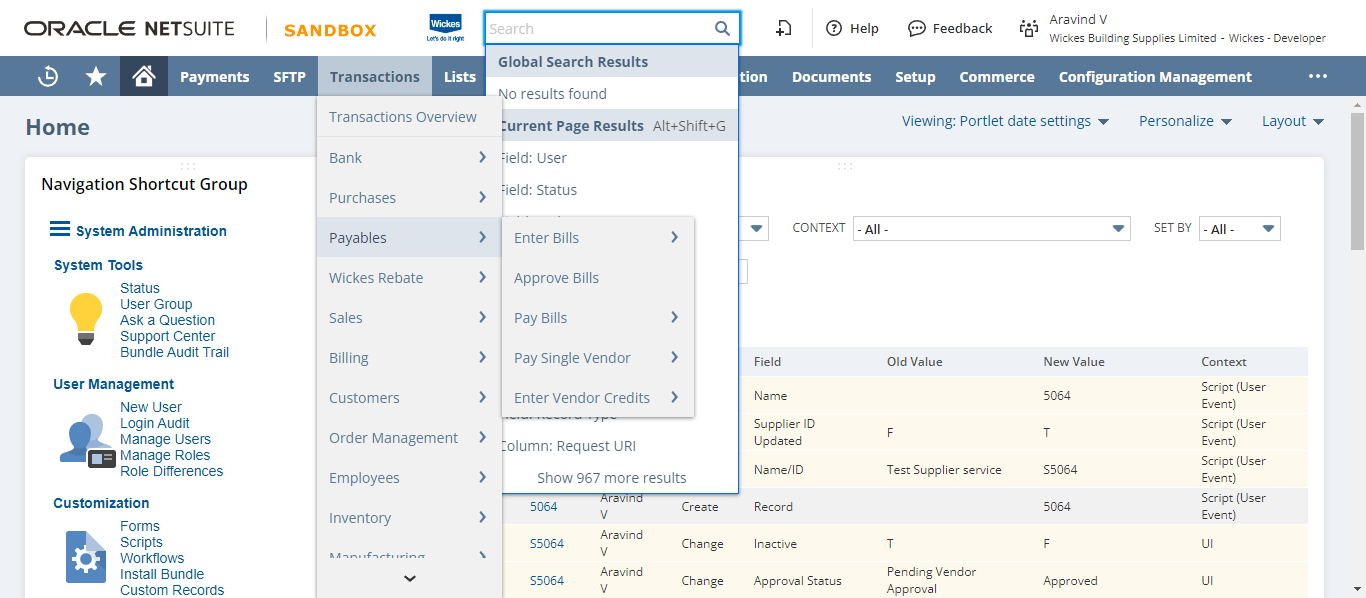 ORACLE NETSUITE
SANDBOX
Wickes
Let's do it right
Search
Help
Feedback
Aravind V
Wickes Building Supplies Limited - Wickes - Developer
Payments
SFTP
Transactions
Lists
tion
Documents
Setup
Commerce
Configuration Management
Global Search Results
No results found
Current Page Results Alt+Shift+G
Field: User
Field: Status
Column: Request URI
Show 967 more results
Home
Viewing: Portlet date settings
Personalize
Layout
Transactions Overview
Bank
Purchases
Payables
Wickes Rebate
Sales
Billing
Customers
Order Management
Employees
Inventory
Manufacturing
Enter Bills
Approve Bills
Pay Bills
Pay Single Vendor
Enter Vendor Credits
Field: Record Type
Navigation Shortcut Group
System Administration
System Tools
Status
User Group
Ask a Question
Support Center
Bundle Audit Trail
User Management
New User
Login Audit
Manage Users
Manage Roles
Role Differences
Customization
Forms
Scripts
Workflows
Install Bundle
Custom Records
CONTEXT
- All -
SET BY
- All -
Field Old Value New Value Context
Name 5064 Script (User
Event)
Supplier ID
Updated F T Script (User
Event)
Name/ID Test Supplier service S5064 Script (User
Event)
5064 Aravind
V Create Record 5064 Script (User
Event)
S5064 Aravind
V Change Inactive T F UI
S5064 Aravind
V Change Approval Status Pending Vendor
Approval Approved UI